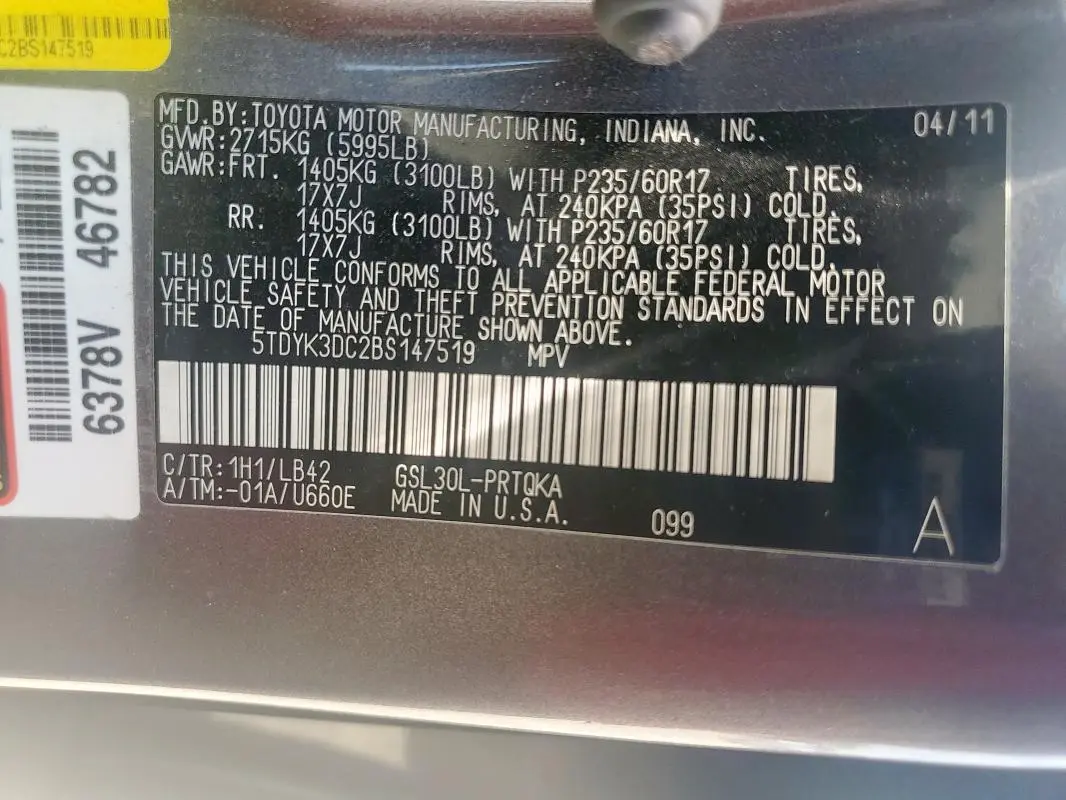 C2BS147519
6378V 46782
MFD.BY:TOYOTA MOTOR MANUFACTURING, INDIANA, INC. 04/11
GVWR:2715KG (5995LB)
GAWR:FRT. 1405KG (3100LB) WITH P235/60R17 TIRES,
17X7J RIMS, AT 240KPA (35PSI) COLD.
RR. 1405KG (3100LB) WITH P235/60R17 TIRES,
17X7J RIMS, AT 240KPA (35PSI) COLD.
THIS VEHICLE CONFORMS TO ALL APPLICABLE FEDERAL MOTOR
VEHICLE SAFETY AND THEFT PREVENTION STANDARDS IN EFFECT ON
THE DATE OF MANUFACTURE SHOWN ABOVE.
5TDYK3DC2BS147519 MPV
C/TR:1H1/LB42 GSL30L-PRTQKA
A/TM:-01A/U660E MADE IN U.S.A. 099 A